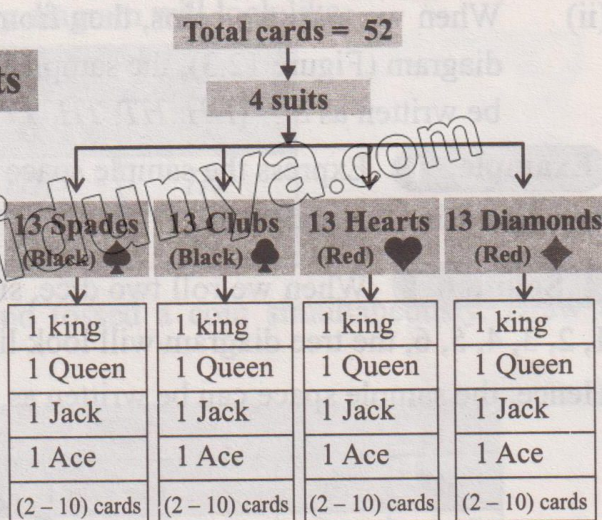 Total cards = 52
4 suits
13 Spades 13 Clubs 13 Hearts 13 Diamonds
(Black) (Black) (Red) (Red)
1 king 1 king 1 king 1 king
1 Queen 1 Queen 1 Queen 1 Queen
1 Jack 1 Jack 1 Jack 1 Jack
1 Ace 1 Ace 1 Ace 1 Ace
(2 – 10) cards (2 – 10) cards (2 – 10) cards (2 – 10) cards